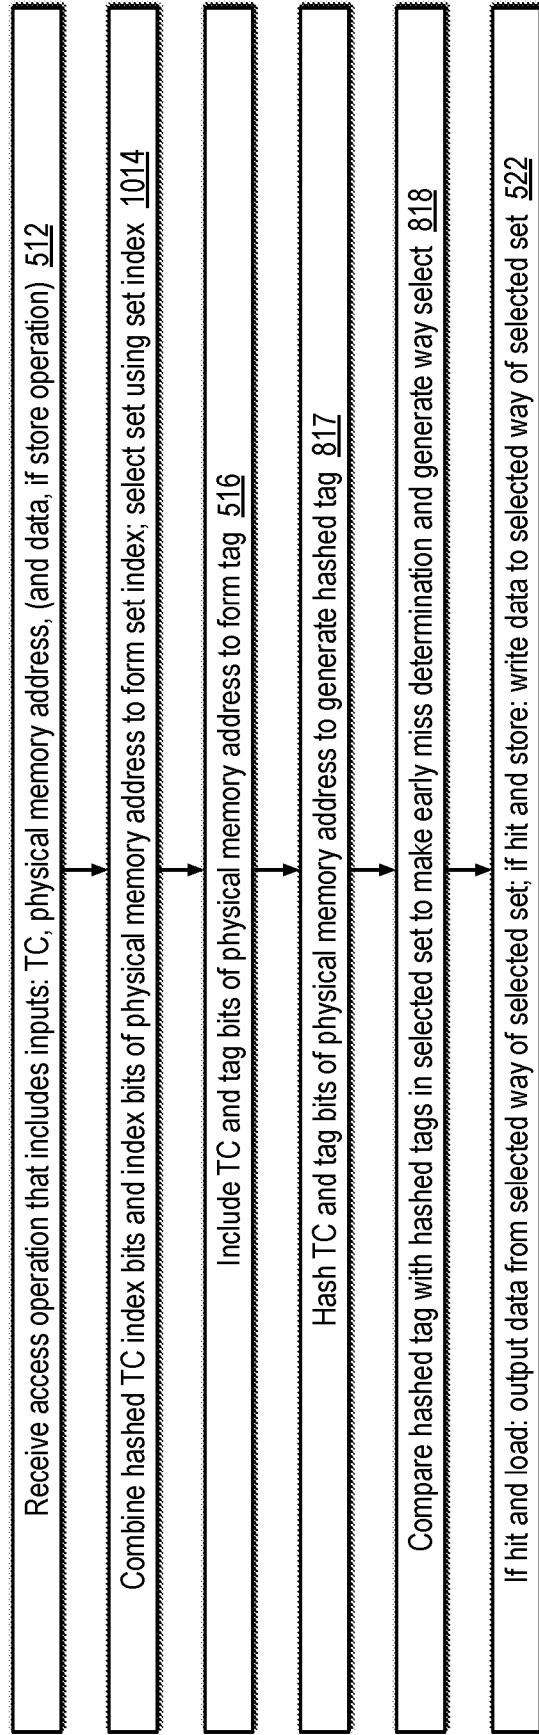 Receive access operation that includes inputs: TC, physical memory address, (and data, if store operation) 512
Combine hashed TC index bits and index bits of physical memory address to form set index; select set using set index 1014
Include TC and tag bits of physical memory address to form tag 516
Hash TC and tag bits of physical memory address to generate hashed tag 817
Compare hashed tag with hashed tags in selected set to make early miss determination and generate way select 818
If hit and load: output data from selected way of selected set; if hit and store: write data to selected way of selected set 522